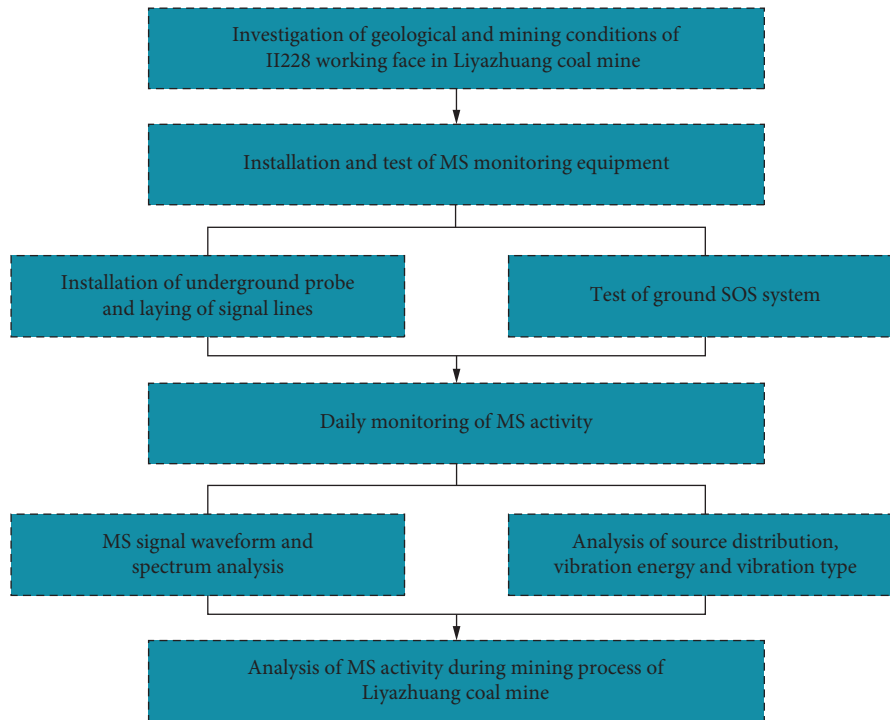 Investigation of geological and mining conditions of
II228 working face in Liyazhuang coal mine
Installation and test of MS monitoring equipment
Installation of underground probe
and laying of signal lines
Test of ground SOS system
Daily monitoring of MS activity
MS signal waveform and
spectrum analysis
Analysis of source distribution,
vibration energy and vibration type
Analysis of MS activity during mining process of
Liyazhuang coal mine